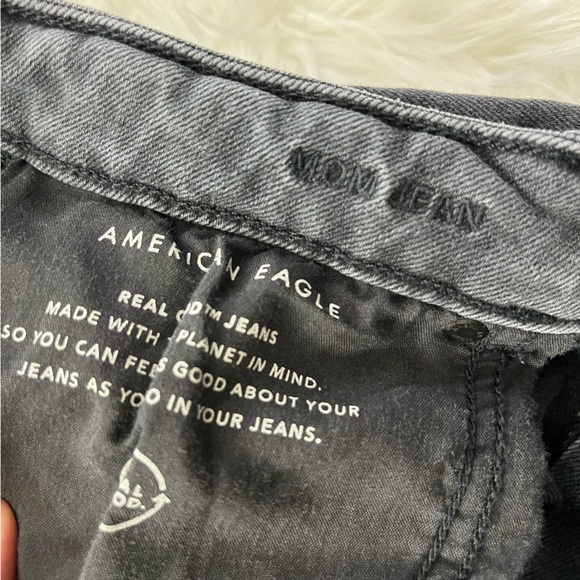 MOM JEAN
AMERICAN EAGLE
REAL JEANS
MADE WITH PLANET IN MIND.
SO YOU CAN GOOD ABOUT YOUR
JEANS AS IN YOUR JEANS.